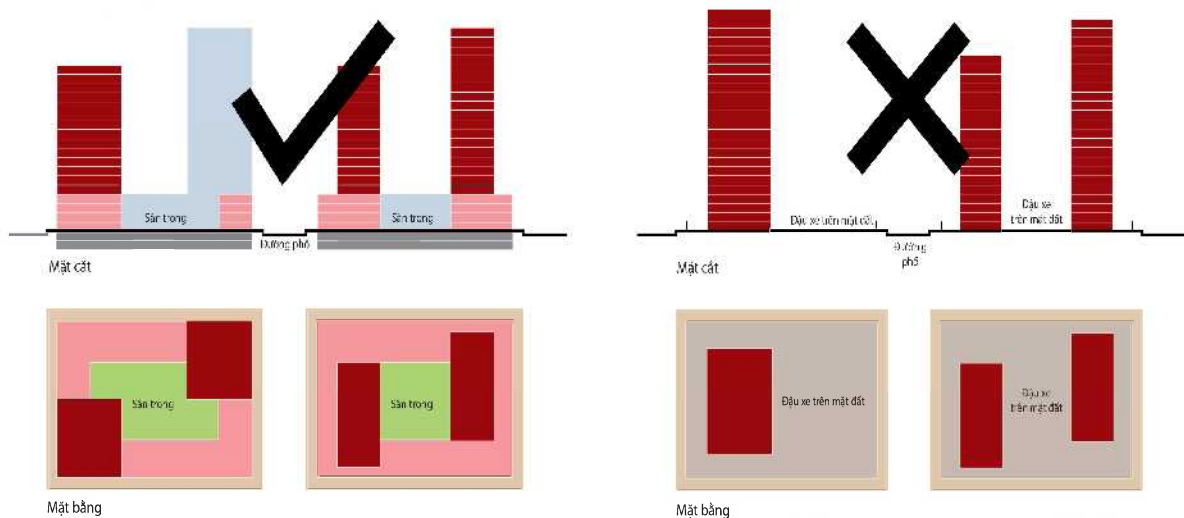 Sân trong
Sân trong
Đường phố
Mặt cắt
Đậu xe trên mặt đất
Đậu xe
trên mặt đất
Đường
phố
Mặt cắt
Sân trong
Sân trong
Mặt bằng
Đậu xe trên mặt đất
Đậu xe
trên mặt đất
Mặt bằng